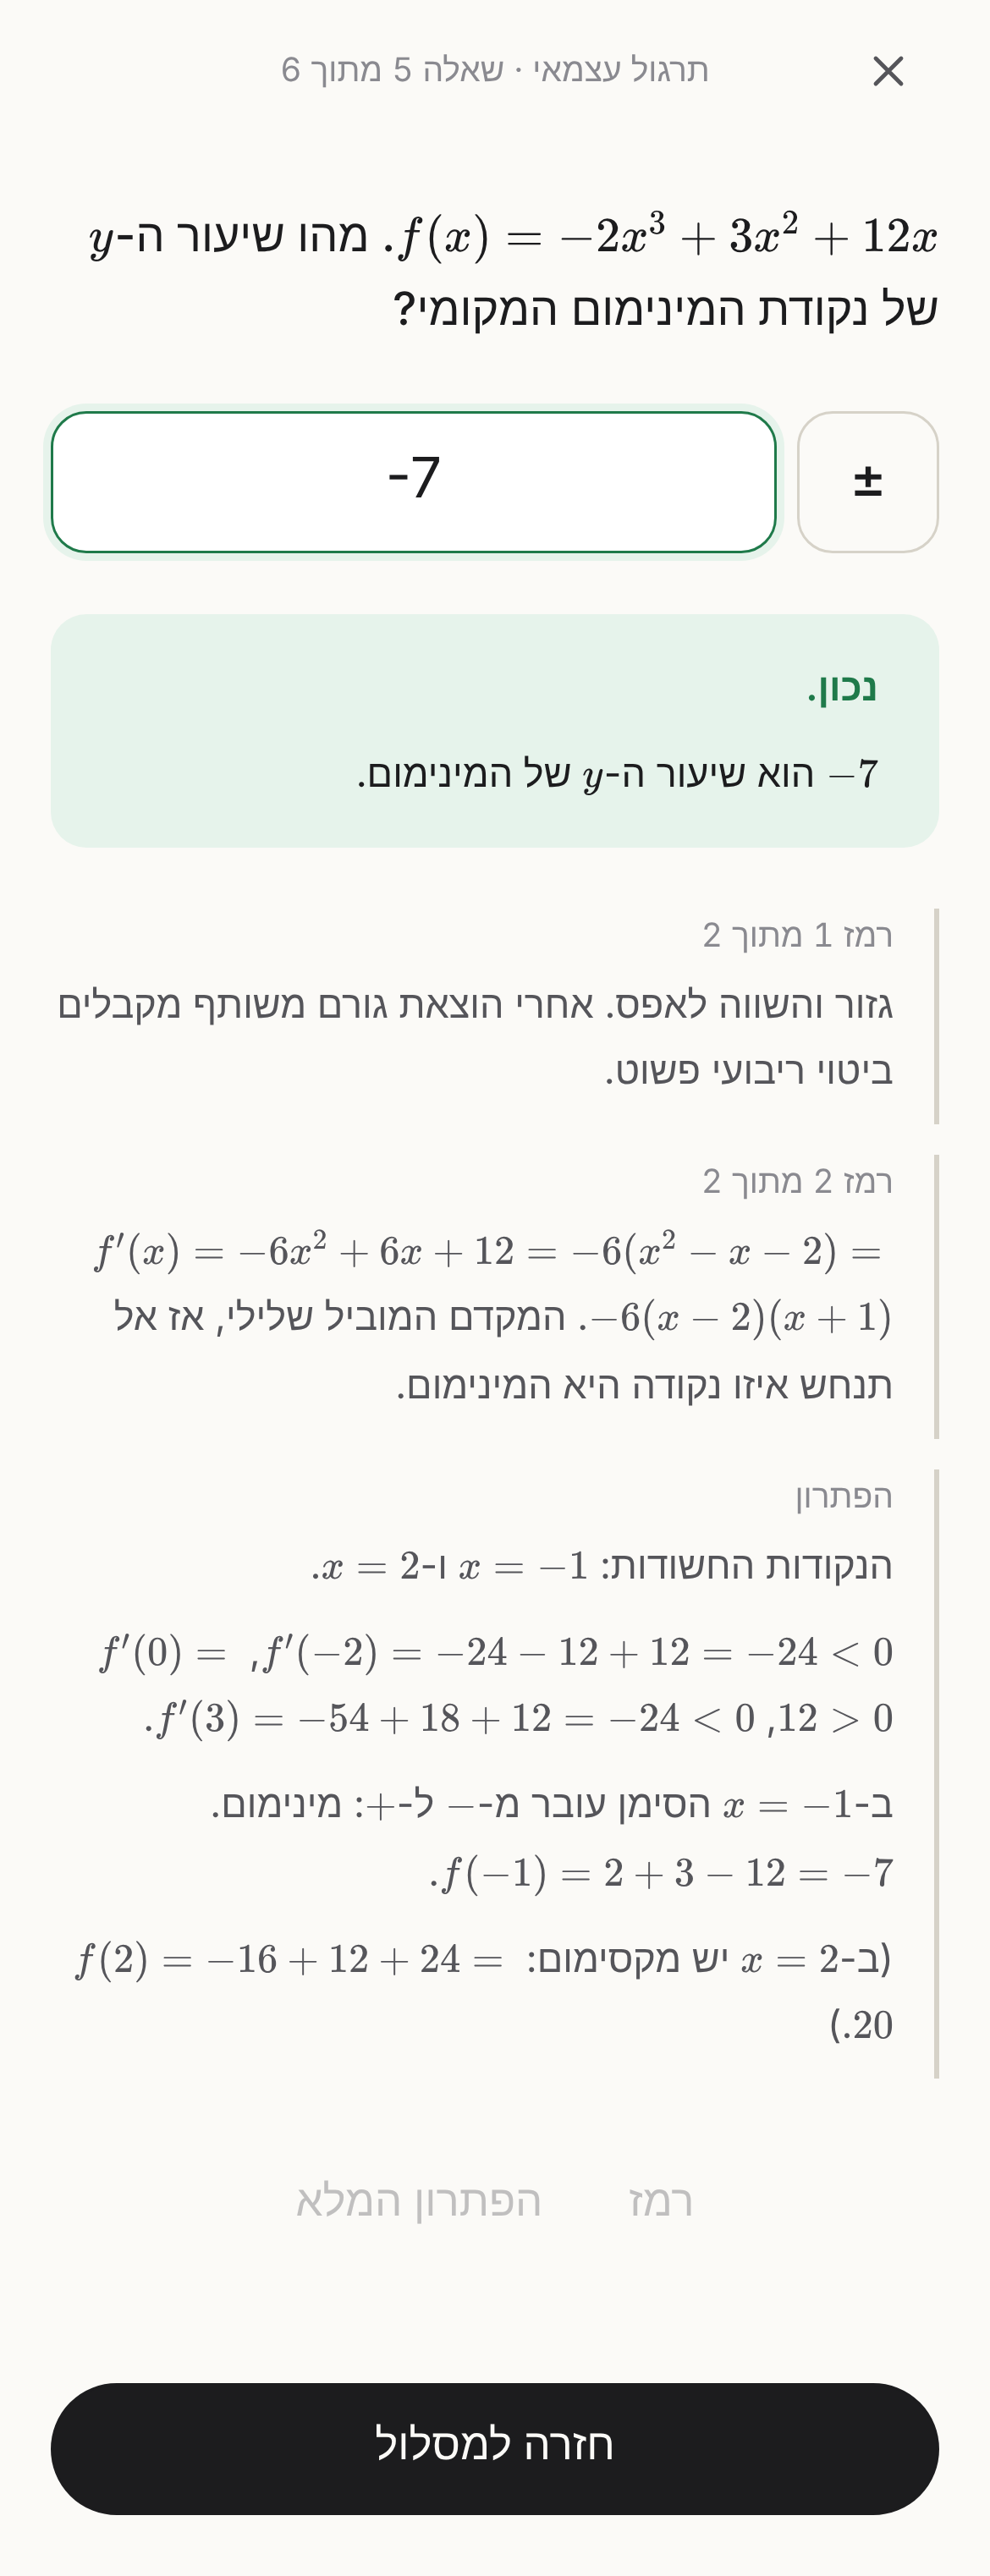 תרגול עצמאי · שאלה 5 מתוך 6 ×
f(x) = −2x³ + 3x² + 12x. מהו שיעור ה-y
של נקודת המינימום המקומי?
± -7
נכון.
−7 הוא שיעור ה-y של המינימום.
רמז 1 מתוך 2
גזור והשווה לאפס. אחרי הוצאת גורם משותף מקבלים
ביטוי ריבועי פשוט.
רמז 2 מתוך 2
f′(x) = −6x² + 6x + 12 = −6(x² − x − 2) =
−6(x − 2)(x + 1). המקדם המוביל שלילי, אז אל
תנחש איזו נקודה היא המינימום.
הפתרון
הנקודות החשודות: x = −1 ו-x = 2.
f′(−2) = −24 − 12 + 12 = −24 < 0, f′(0) =
12 > 0, f′(3) = −54 + 18 + 12 = −24 < 0.
ב-x = −1 הסימן עובר מ-− ל-+: מינימום.
f(−1) = 2 + 3 − 12 = −7.
(ב-x = 2 יש מקסימום: f(2) = −16 + 12 + 24 =
20.)
רמז הפתרון המלא
חזרה למסלול